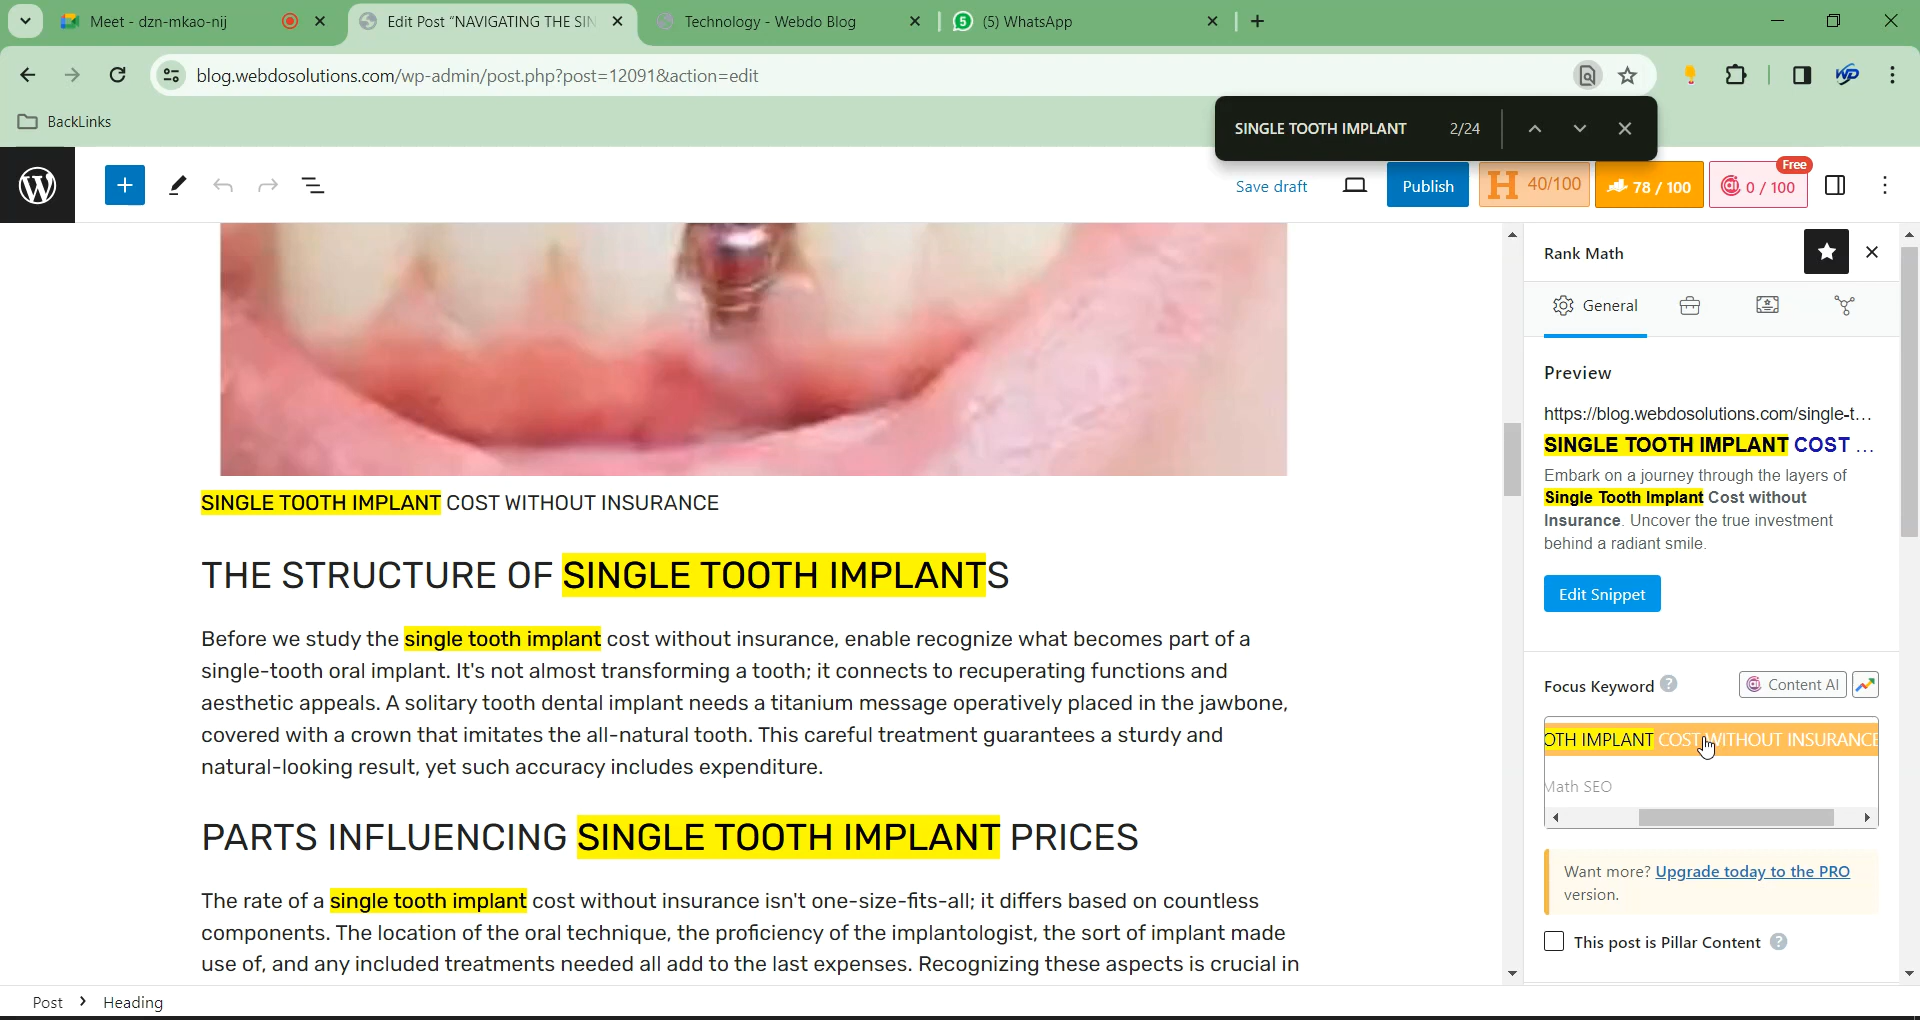 Meet - dzn-mkao-nij
Edit Post “NAVIGATING THE SIN
Technology - Webdo Blog
5 (5) WhatsApp
blog.webdosolutions.com/wp-admin/post.php?post=12091&action=edit
BackLinks
SINGLE TOOTH IMPLANT 2/24
Save draft
Publish
H 40/100
78 / 100
ai 0 / 100
Free
SINGLE TOOTH IMPLANT COST WITHOUT INSURANCE
THE STRUCTURE OF SINGLE TOOTH IMPLANTS
Before we study the single tooth implant cost without insurance, enable recognize what becomes part of a
single-tooth oral implant. It's not almost transforming a tooth; it connects to recuperating functions and
aesthetic appeals. A solitary tooth dental implant needs a titanium message operatively placed in the jawbone,
covered with a crown that imitates the all-natural tooth. This careful treatment guarantees a sturdy and
natural-looking result, yet such accuracy includes expenditure.
PARTS INFLUENCING SINGLE TOOTH IMPLANT PRICES
The rate of a single tooth implant cost without insurance isn't one-size-fits-all; it differs based on countless
components. The location of the oral technique, the proficiency of the implantologist, the sort of implant made
use of, and any included treatments needed all add to the last expenses. Recognizing these aspects is crucial in
Rank Math
General
Preview
https://blog.webdosolutions.com/single-t...
SINGLE TOOTH IMPLANT COST ...
Embark on a journey through the layers of
Single Tooth Implant Cost without
Insurance. Uncover the true investment
behind a radiant smile.
Edit Snippet
Focus Keyword ?
Content AI
OTH IMPLANT COST WITHOUT INSURANCE
Math SEO
Want more? Upgrade today to the PRO
version.
This post is Pillar Content ?
Post > Heading